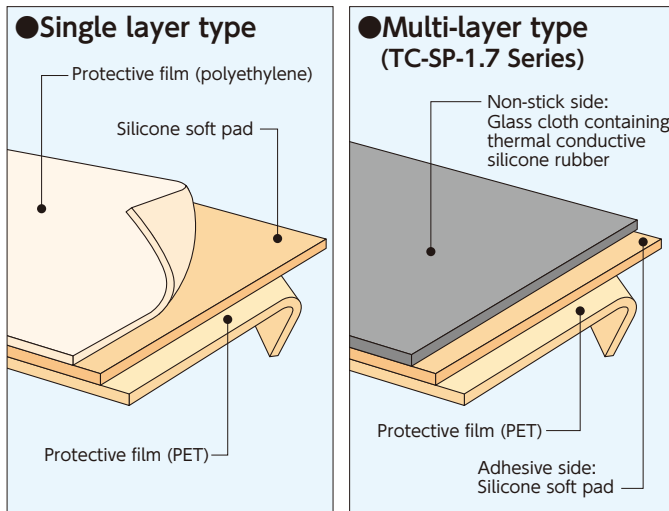 ●Single layer type
Protective film (polyethylene)
Silicone soft pad
Protective film (PET)
●Multi-layer type
(TC-SP-1.7 Series)
Non-stick side:
Glass cloth containing
thermal conductive
silicone rubber
Protective film (PET)
Adhesive side:
Silicone soft pad